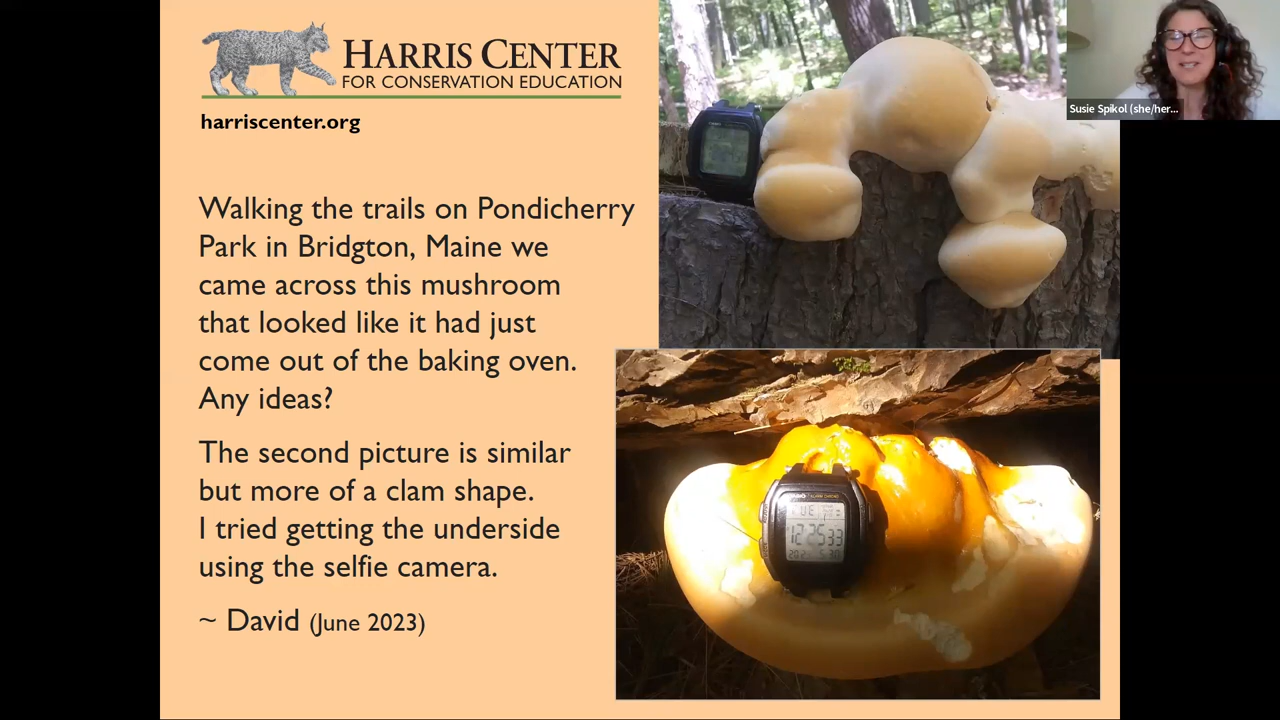 HARRIS CENTER
FOR CONSERVATION EDUCATION
harriscenter.org
Susie Spikol (she/her...
Walking the trails on Pondicherry
Park in Bridgton, Maine we
came across this mushroom
that looked like it had just
come out of the baking oven.
Any ideas?
The second picture is similar
but more of a clam shape.
I tried getting the underside
using the selfie camera.
~ David (June 2023)
12:25 33